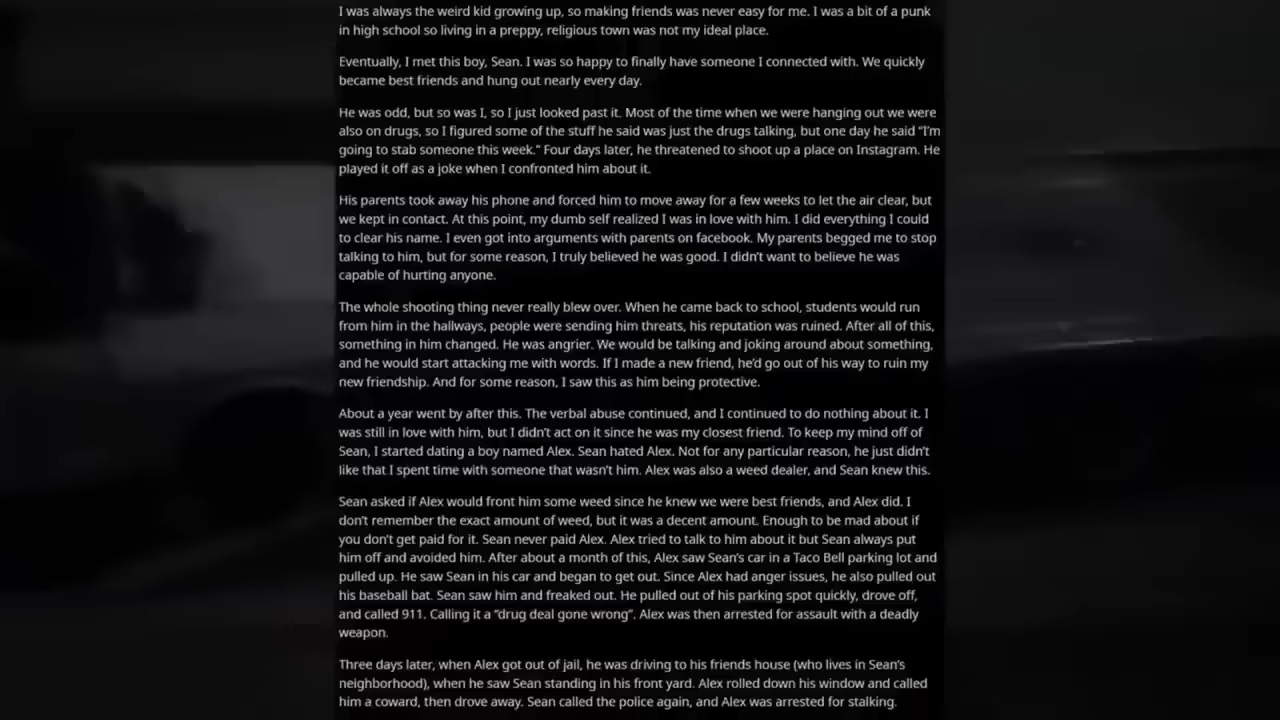 I was always the weird kid growing up, so making friends was never easy for me. I was a bit of a punk
in high school so living in a preppy, religious town was not my ideal place.
Eventually, I met this boy, Sean. I was so happy to finally have someone I connected with. We quickly
became best friends and hung out nearly every day.
He was odd, but so was I, so I just looked past it. Most of the time when we were hanging out we were
also on drugs, so I figured some of the stuff he said was just the drugs talking, but one day he said “I’m
going to stab someone this week.” Four days later, he threatened to shoot up a place on Instagram. He
played it off as a joke when I confronted him about it.
His parents took away his phone and forced him to move away for a few weeks to let the air clear, but
we kept in contact. At this point, my dumb self realized I was in love with him. I did everything I could
to clear his name. I even got into arguments with parents on facebook. My parents begged me to stop
talking to him, but for some reason, I truly believed he was good. I didn’t want to believe he was
capable of hurting anyone.
The whole shooting thing never really blew over. When he came back to school, students would run
from him in the hallways, people were sending him threats, his reputation was ruined. After all of this,
something in him changed. He was angrier. We would be talking and joking around about something,
and he would start attacking me with words. If I made a new friend, he’d go out of his way to ruin my
new friendship. And for some reason, I saw this as him being protective.
About a year went by after this. The verbal abuse continued, and I continued to do nothing about it. I
was still in love with him, but I didn’t act on it since he was my closest friend. To keep my mind off of
Sean, I started dating a boy named Alex. Sean hated Alex. Not for any particular reason, he just didn’t
like that I spent time with someone that wasn’t him. Alex was also a weed dealer, and Sean knew this.
Sean asked if Alex would front him some weed since he knew we were best friends, and Alex did. I
don’t remember the exact amount of weed, but it was a decent amount. Enough to be mad about if
you don’t get paid for it. Sean never paid Alex. Alex tried to talk to him about it but Sean always put
him off and avoided him. After about a month of this, Alex saw Sean’s car in a Taco Bell parking lot and
pulled up. He saw Sean in his car and began to get out. Since Alex had anger issues, he also pulled out
his baseball bat. Sean saw him and freaked out. He pulled out of his parking spot quickly, drove off,
and called 911. Calling it a “drug deal gone wrong”. Alex was then arrested for assault with a deadly
weapon.
Three days later, when Alex got out of jail, he was driving to his friends house (who lives in Sean’s
neighborhood), when he saw Sean standing in his front yard. Alex rolled down his window and called
him a coward, then drove away. Sean called the police again, and Alex was arrested for stalking.